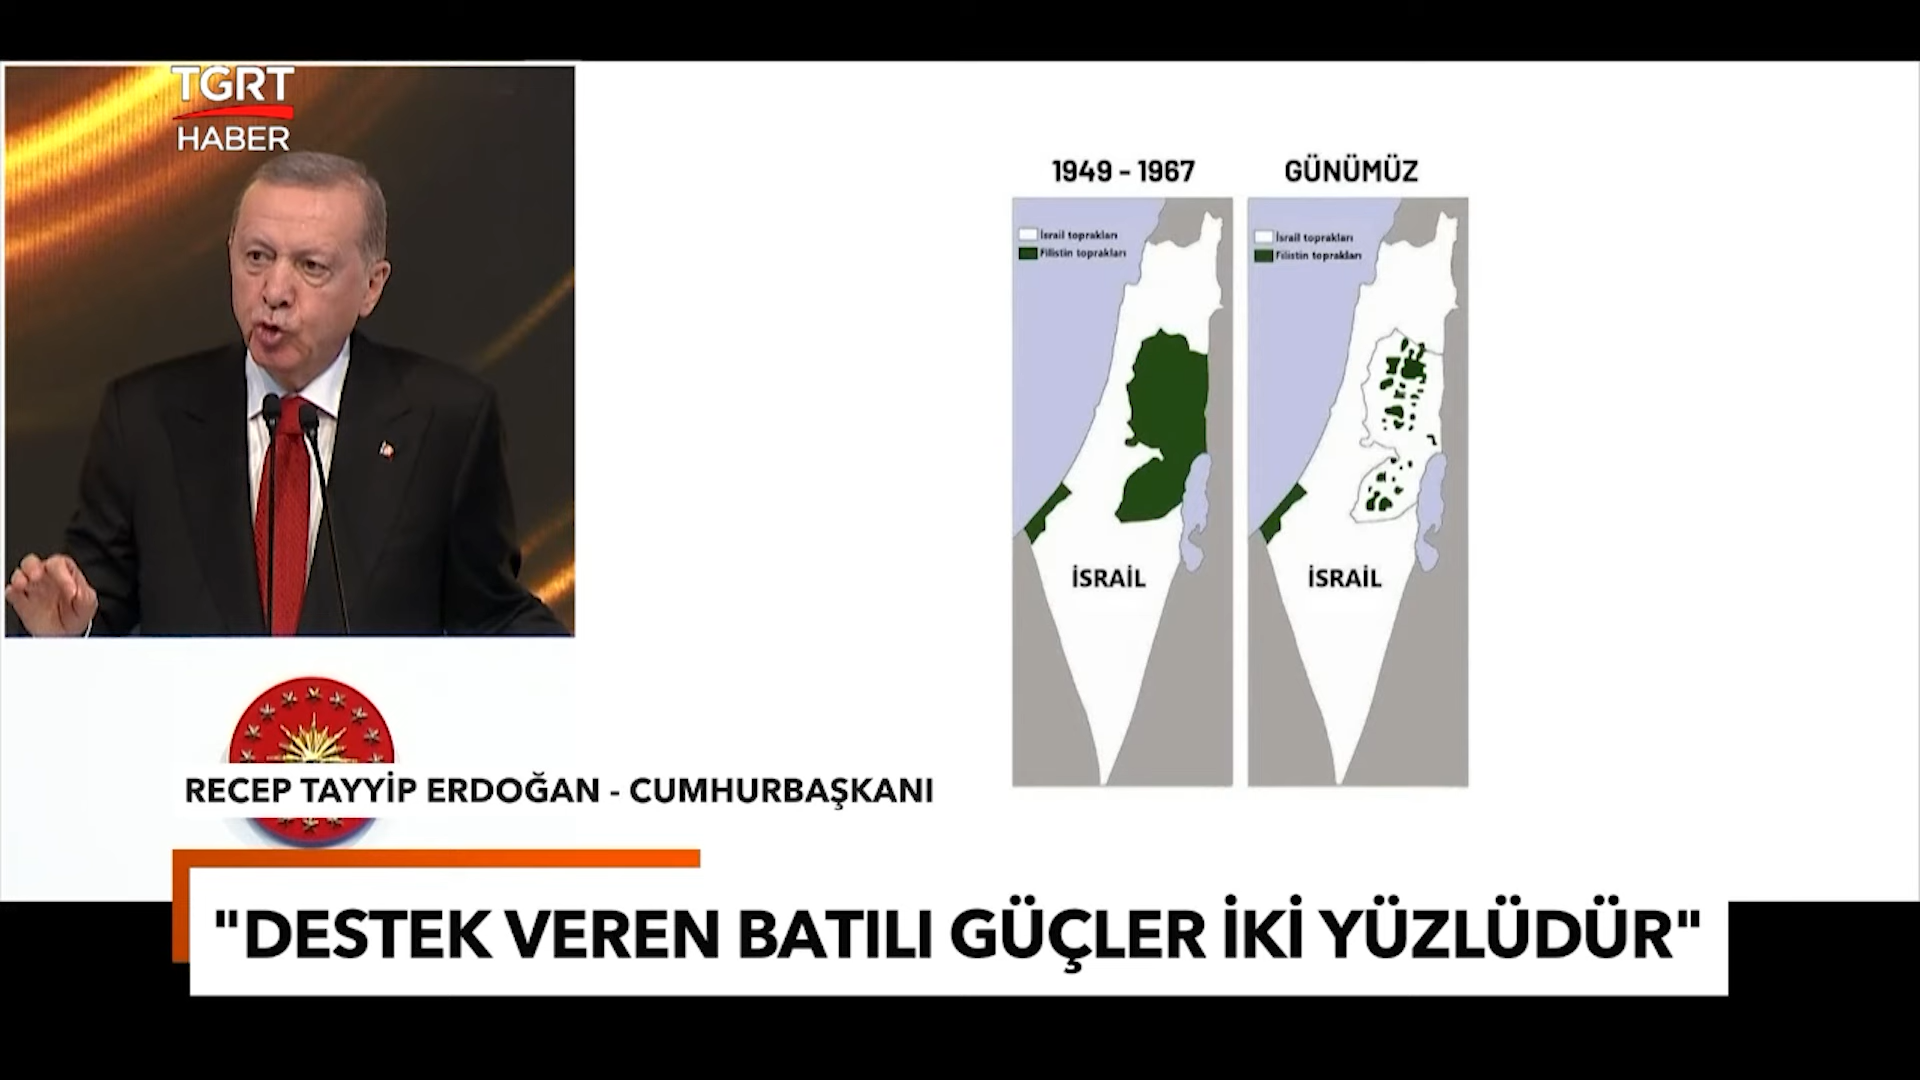 TGRT
HABER
1949 - 1967
GÜNÜMÜZ
İsrail toprakları
Filistin toprakları
İsrail toprakları
Filistin toprakları
İSRAİL
İSRAİL
RECEP TAYYİP ERDOĞAN - CUMHURBAŞKANI
"DESTEK VEREN BATILI GÜÇLER İKİ YÜZLÜDÜR"